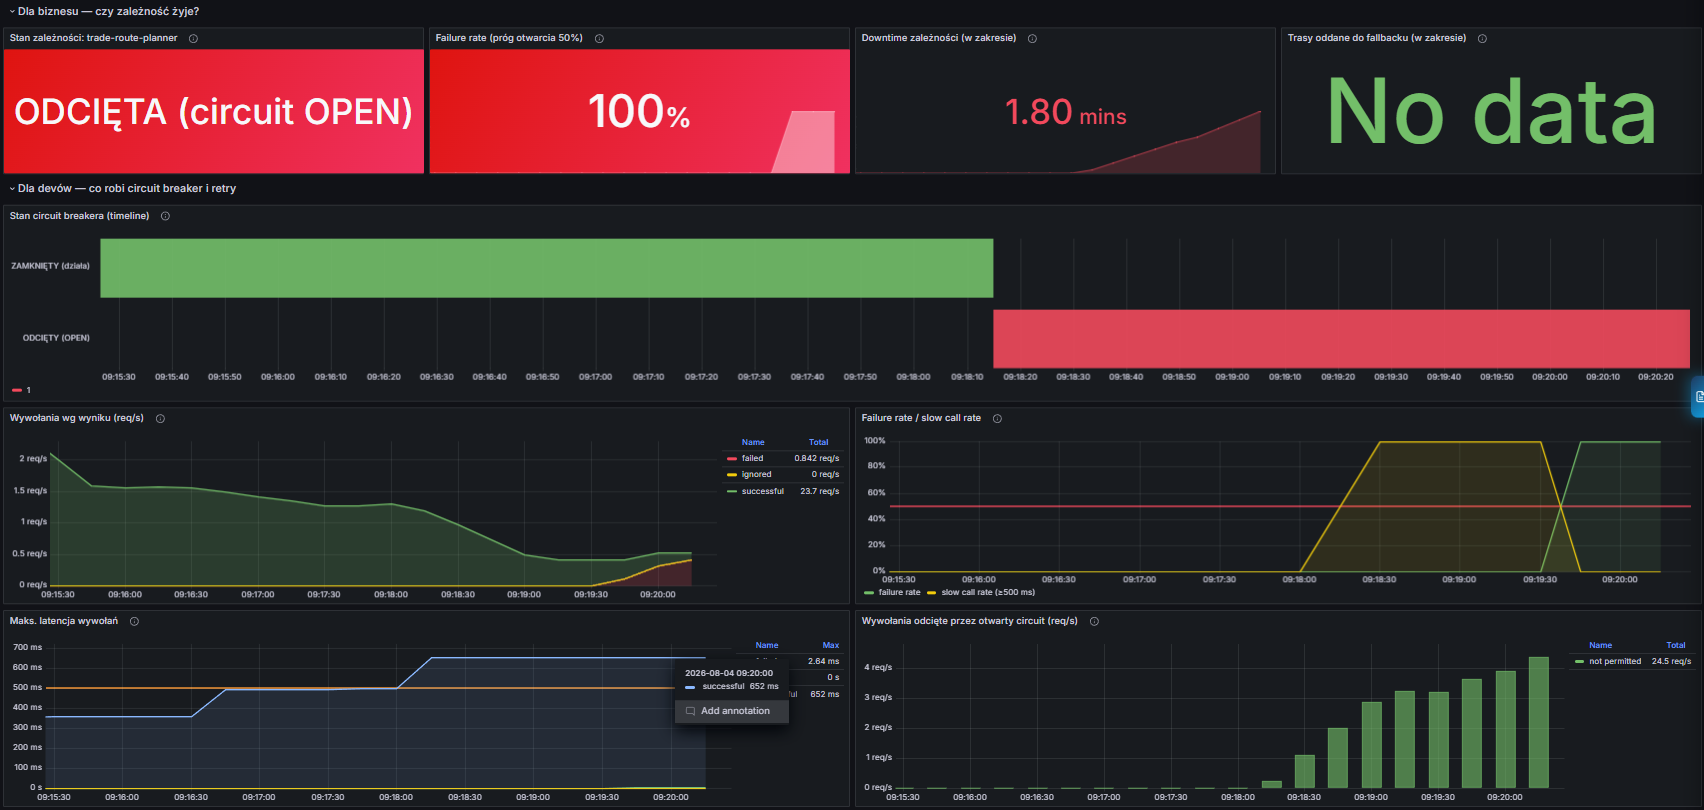 Dla biznesu — czy zależność żyje?
Stan zależności: trade-route-planner
Failure rate (próg otwarcia 50%)
Downtime zależności (w zakresie)
Trasy oddane do fallbacku (w zakresie)
ODCIĘTA (circuit OPEN)
100%
1.80 mins
No data
Dla devów — co robi circuit breaker i retry
Stan circuit breakera (timeline)
ZAMKNIĘTY (działa)
ODCIĘTY (OPEN)
09:15:30 09:15:40 09:15:50 09:16:00 09:16:10 09:16:20 09:16:30 09:16:40 09:16:50 09:17:00 09:17:10 09:17:20 09:17:30 09:17:40 09:17:50 09:18:00 09:18:10 09:18:20 09:18:30 09:18:40 09:18:50 09:19:00 09:19:10 09:19:20 09:19:30 09:19:40 09:19:50 09:20:00 09:20:10 09:20:20
1
Wywołania wg wyniku (req/s)
2 req/s
1.5 req/s
1 req/s
0.5 req/s
0 req/s
09:15:30 09:16:00 09:16:30 09:17:00 09:17:30 09:18:00 09:18:30 09:19:00 09:19:30 09:20:00
Name Total
failed 0.842 req/s
ignored 0 req/s
successful 23.7 req/s
Failure rate / slow call rate
100%
80%
60%
40%
20%
0%
09:15:30 09:16:00 09:16:30 09:17:00 09:17:30 09:18:00 09:18:30 09:19:00 09:19:30 09:20:00
failure rate slow call rate (≥500 ms)
Maks. latencja wywołań
700 ms
600 ms
500 ms
400 ms
300 ms
200 ms
100 ms
0 s
09:15:30 09:16:00 09:16:30 09:17:00 09:17:30 09:18:00 09:18:30 09:19:00 09:19:30 09:20:00
Name Max
2.64 ms
0 s
ul 652 ms
2026-08-04 09:20:00
successful 652 ms
Add annotation
Wywołania odcięte przez otwarty circuit (req/s)
4 req/s
3 req/s
2 req/s
1 req/s
0 req/s
09:15:30 09:16:00 09:16:30 09:17:00 09:17:30 09:18:00 09:18:30 09:19:00 09:19:30 09:20:00
Name Total
not permitted 24.5 req/s